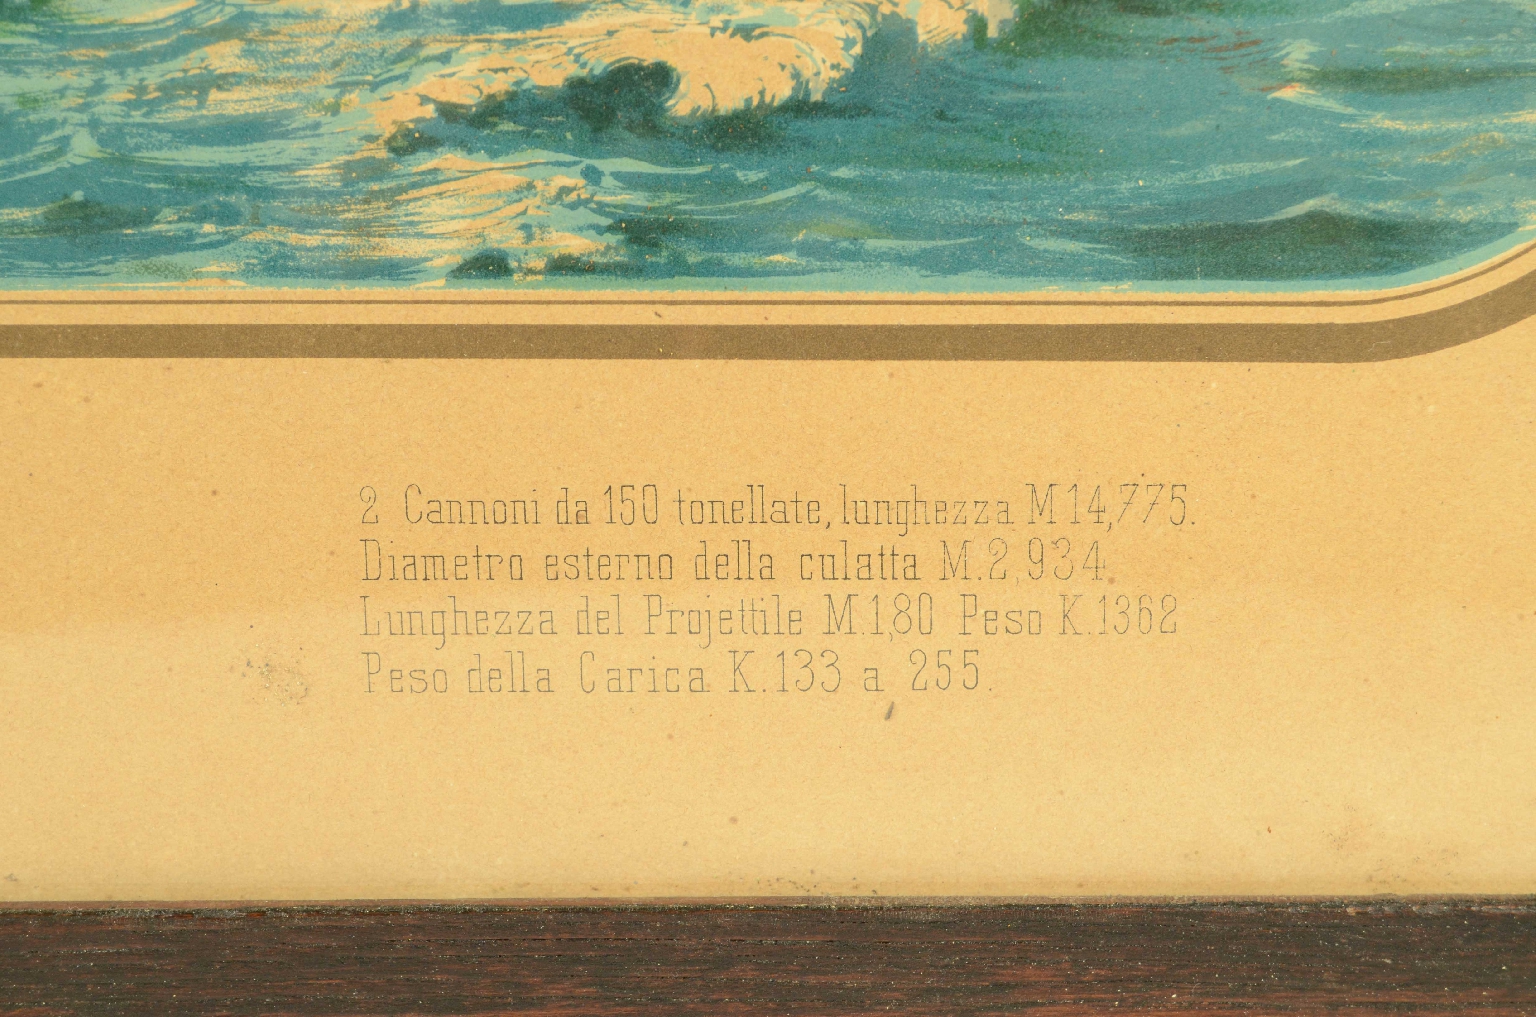 2 Cannoni da 150 tonellate, lunghezza M 14,775.
Diametro esterno della culatta M.2,934
Lunghezza del Projettile M.1,80 Peso K.1362
Peso della Carica K.133 a 255.